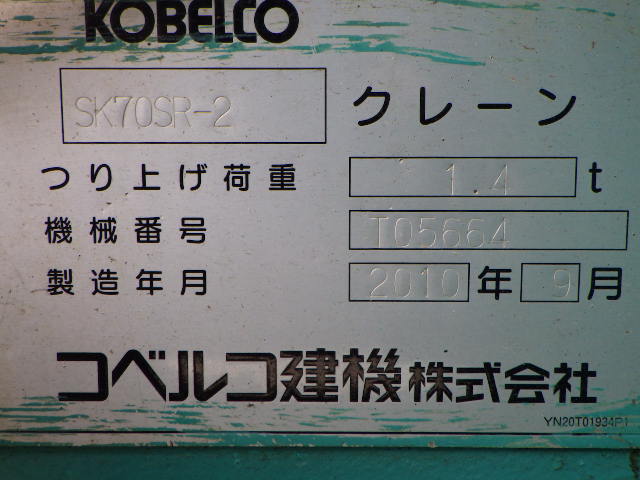 KOBELCO
SK70SR-2 クレーン
つり上げ荷重 1.4 t
機械番号 T05664
製造年月 2010 年 9 月
コベルコ建機株式会社
YN20T01934P1